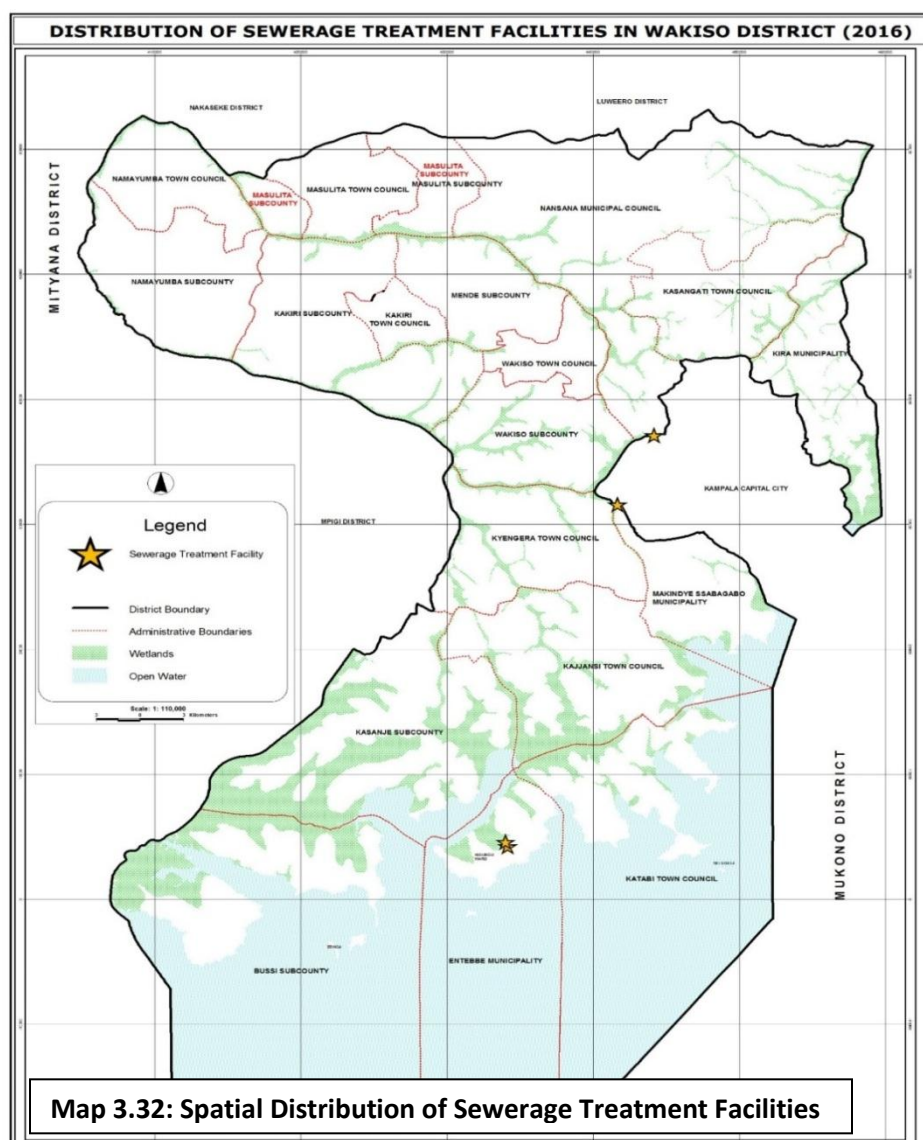 DISTRIBUTION OF SEWERAGE TREATMENT FACILITIES IN WAKISO DISTRICT (2016)
NAKASEKE DISTRICT
LUWEERO DISTRICT
MITYANA DISTRICT
NAMAYUMBA TOWN COUNCIL
MASULITA
SUBCOUNTY
MASULITA TOWN COUNCIL
MASULITA
SUBCOUNTY
MASULITA SUBCOUNTY
NANSANA MUNICIPAL COUNCIL
NAMAYUMBA SUBCOUNTY
KAKIRI SUBCOUNTY
KAKIRI
TOWN COUNCIL
MENDE SUBCOUNTY
KASANGATI TOWN COUNCIL
KIRA MUNICIPALITY
WAKISO TOWN COUNCIL
WAKISO SUBCOUNTY
KAMPALA CAPITAL CITY
MPIGI DISTRICT
KYENGERA TOWN COUNCIL
MAKINDYE SSABAGABO
MUNICIPALITY
KAJJANSI TOWN COUNCIL
KASANJE SUBCOUNTY
MUKONO DISTRICT
KATABI TOWN COUNCIL
ENTEBBE MUNICIPALITY
BUSSI SUBCOUNTY
Legend
Sewerage Treatment Facility
District Boundary
Administrative Boundaries
Wetlands
Open Water
Scale: 1: 110,000
Kilometers
Map 3.32: Spatial Distribution of Sewerage Treatment Facilities